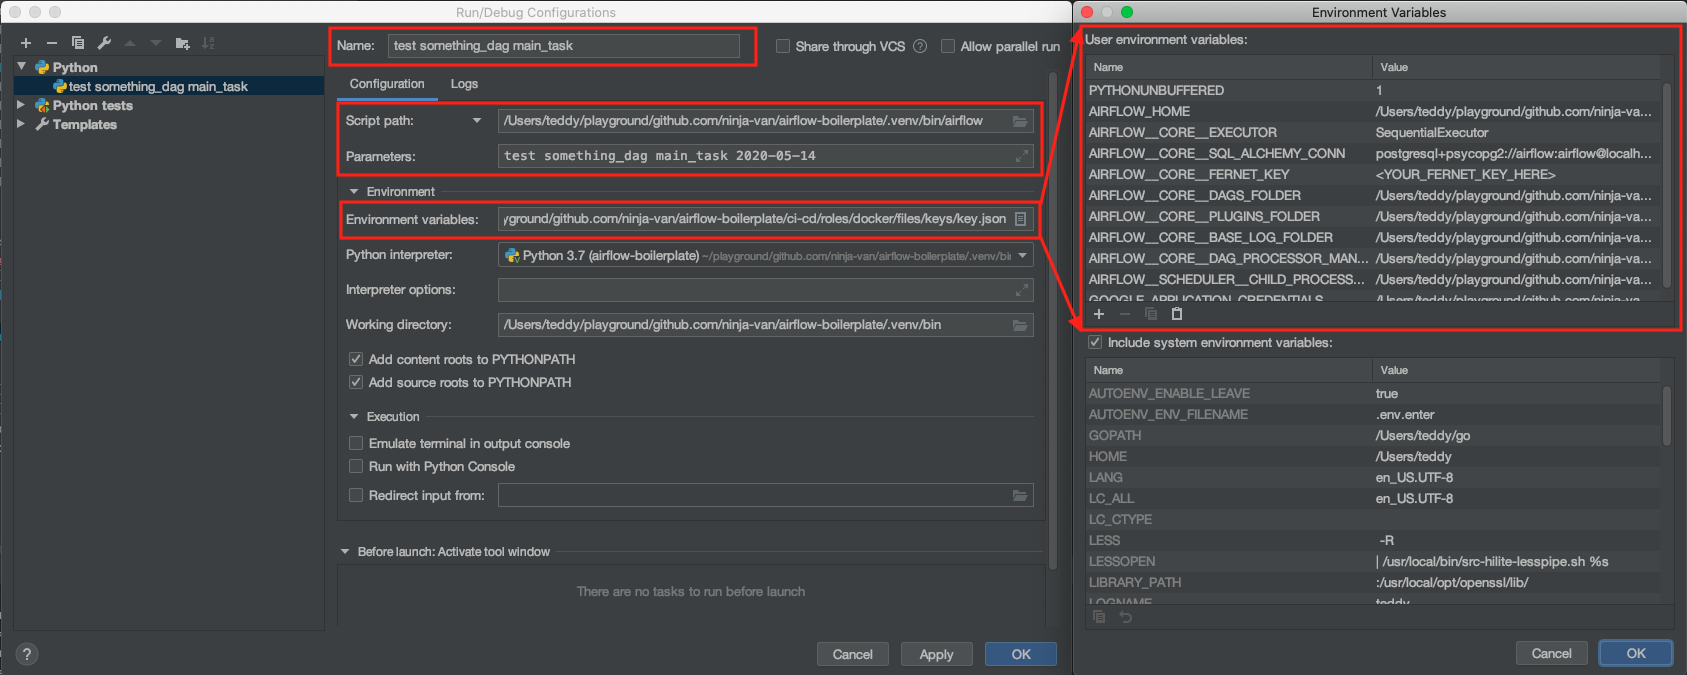 Run/Debug Configurations
Python
test something_dag main_task
Python tests
Templates
Name: test something_dag main_task
Share through VCS ? Allow parallel run
Configuration Logs
Script path: /Users/teddy/playground/github.com/ninja-van/airflow-boilerplate/.venv/bin/airflow
Parameters: test something_dag main_task 2020-05-14
Environment
Environment variables: yground/github.com/ninja-van/airflow-boilerplate/ci-cd/roles/docker/files/keys/key.json
Python interpreter: Python 3.7 (airflow-boilerplate) ~/playground/github.com/ninja-van/airflow-boilerplate/.venv/bi
Interpreter options:
Working directory: /Users/teddy/playground/github.com/ninja-van/airflow-boilerplate/.venv/bin
Add content roots to PYTHONPATH
Add source roots to PYTHONPATH
Execution
Emulate terminal in output console
Run with Python Console
Redirect input from:
Before launch: Activate tool window
There are no tasks to run before launch
? Cancel Apply OK
Environment Variables
User environment variables:
Name Value
PYTHONUNBUFFERED 1
AIRFLOW_HOME /Users/teddy/playground/github.com/ninja-va...
AIRFLOW__CORE__EXECUTOR SequentialExecutor
AIRFLOW__CORE__SQL_ALCHEMY_CONN postgresql+psycopg2://airflow:airflow@localh...
AIRFLOW__CORE__FERNET_KEY <YOUR_FERNET_KEY_HERE>
AIRFLOW__CORE__DAGS_FOLDER /Users/teddy/playground/github.com/ninja-va...
AIRFLOW__CORE__PLUGINS_FOLDER /Users/teddy/playground/github.com/ninja-va...
AIRFLOW__CORE__BASE_LOG_FOLDER /Users/teddy/playground/github.com/ninja-va...
AIRFLOW__CORE__DAG_PROCESSOR_MAN... /Users/teddy/playground/github.com/ninja-va...
AIRFLOW__SCHEDULER__CHILD_PROCESS... /Users/teddy/playground/github.com/ninja-va...
GOOGLE_APPLICATION_CREDENTIALS /Users/teddy/playground/github.com/ninja-va...
Include system environment variables:
Name Value
AUTOENV_ENABLE_LEAVE true
AUTOENV_ENV_FILENAME .env.enter
GOPATH /Users/teddy/go
HOME /Users/teddy
LANG en_US.UTF-8
LC_ALL en_US.UTF-8
LC_CTYPE
LESS -R
LESSOPEN | /usr/local/bin/src-hilite-lesspipe.sh %s
LIBRARY_PATH :/usr/local/opt/openssl/lib/
LOGNAME teddy
Cancel OK